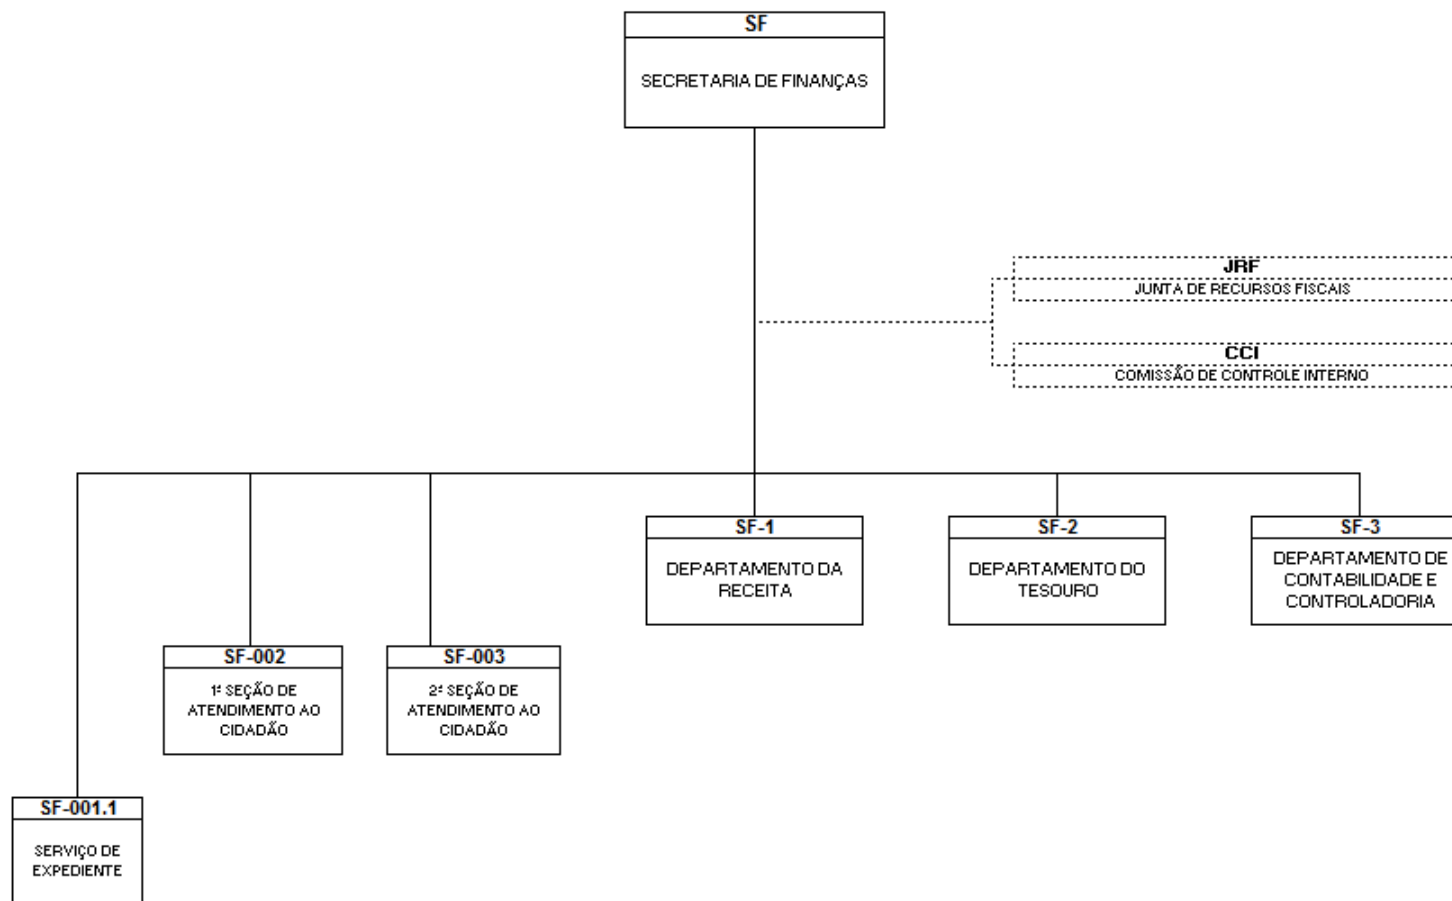 SF
SECRETARIA DE FINANÇAS
JRF
JUNTA DE RECURSOS FISCAIS
CCI
COMISSÃO DE CONTROLE INTERNO
SF-1
DEPARTAMENTO DA
RECEITA
SF-2
DEPARTAMENTO DO
TESOURO
SF-3
DEPARTAMENTO DE
CONTABILIDADE E
CONTROLADORIA
SF-002
1ª SEÇÃO DE
ATENDIMENTO AO
CIDADÃO
SF-003
2ª SEÇÃO DE
ATENDIMENTO AO
CIDADÃO
SF-001.1
SERVIÇO DE
EXPEDIENTE